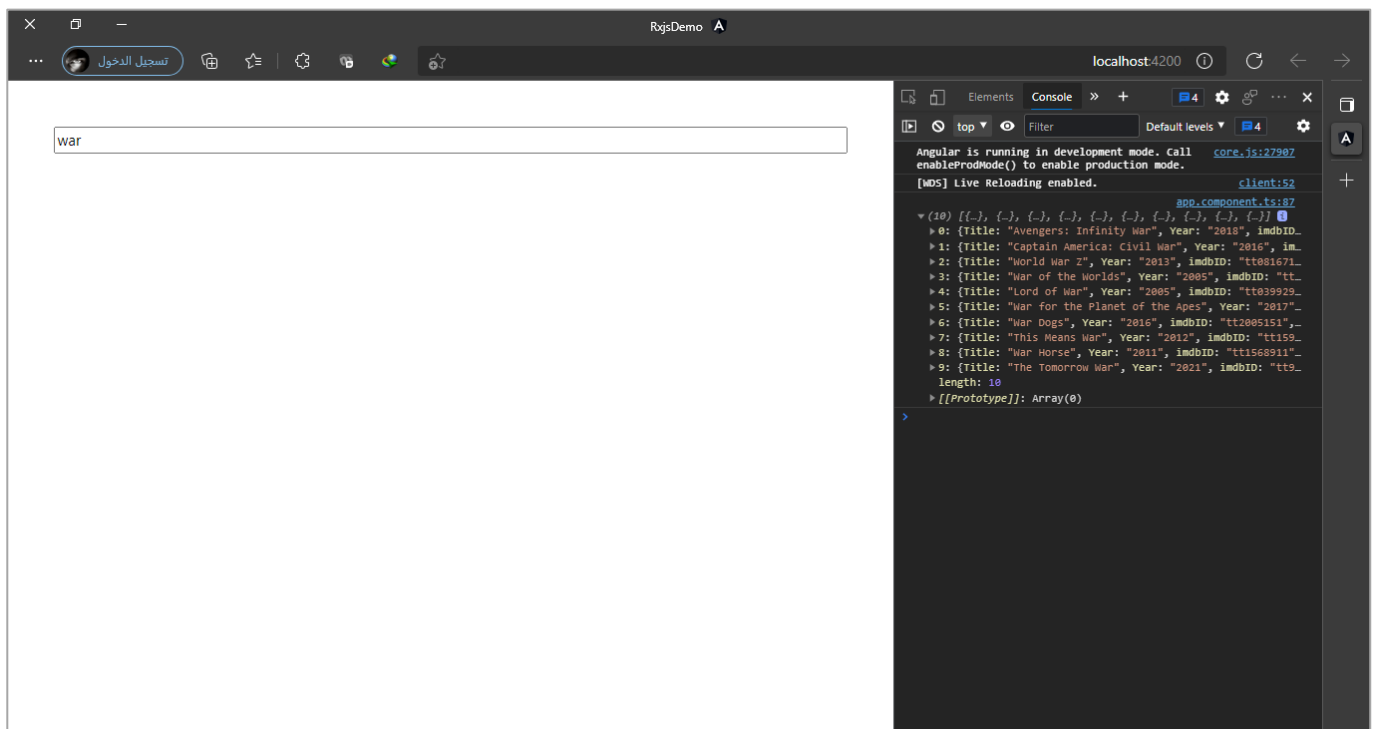 RxjsDemo
تسجيل الدخول
localhost:4200
war
Elements Console » +
4
top
Filter
Default levels
4
Angular is running in development mode. Call core.js:27907
enableProdMode() to enable production mode.
[WDS] Live Reloading enabled. client:52
app.component.ts:87
(10) [{…}, {…}, {…}, {…}, {…}, {…}, {…}, {…}, {…}, {…}]
0: {Title: "Avengers: Infinity War", Year: "2018", imdbID…
1: {Title: "Captain America: Civil War", Year: "2016", im…
2: {Title: "World War Z", Year: "2013", imdbID: "tt081671…
3: {Title: "War of the Worlds", Year: "2005", imdbID: "tt…
4: {Title: "Lord of War", Year: "2005", imdbID: "tt039929…
5: {Title: "War for the Planet of the Apes", Year: "2017"…
6: {Title: "War Dogs", Year: "2016", imdbID: "tt2005151",…
7: {Title: "This Means War", Year: "2012", imdbID: "tt159…
8: {Title: "War Horse", Year: "2011", imdbID: "tt1568911"…
9: {Title: "The Tomorrow War", Year: "2021", imdbID: "tt9…
length: 10
[[Prototype]]: Array(0)